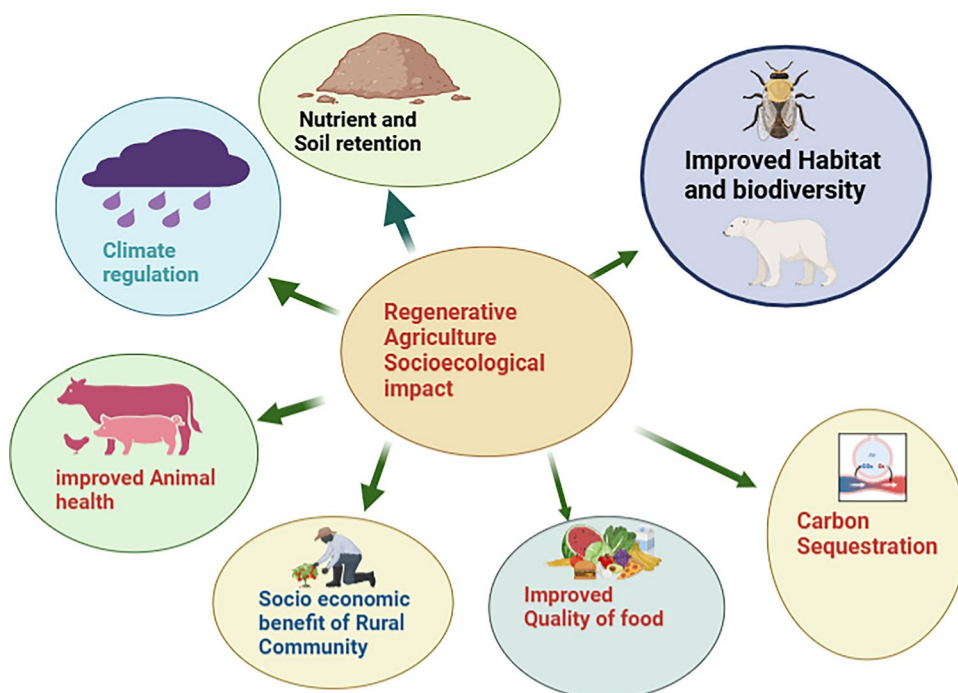 Nutrient and
Soil retention
Improved Habitat
and biodiversity
Climate
regulation
Regenerative
Agriculture
Socioecological
impact
improved Animal
health
Carbon
Sequestration
Socio economic
benefit of Rural
Community
Improved
Quality of food